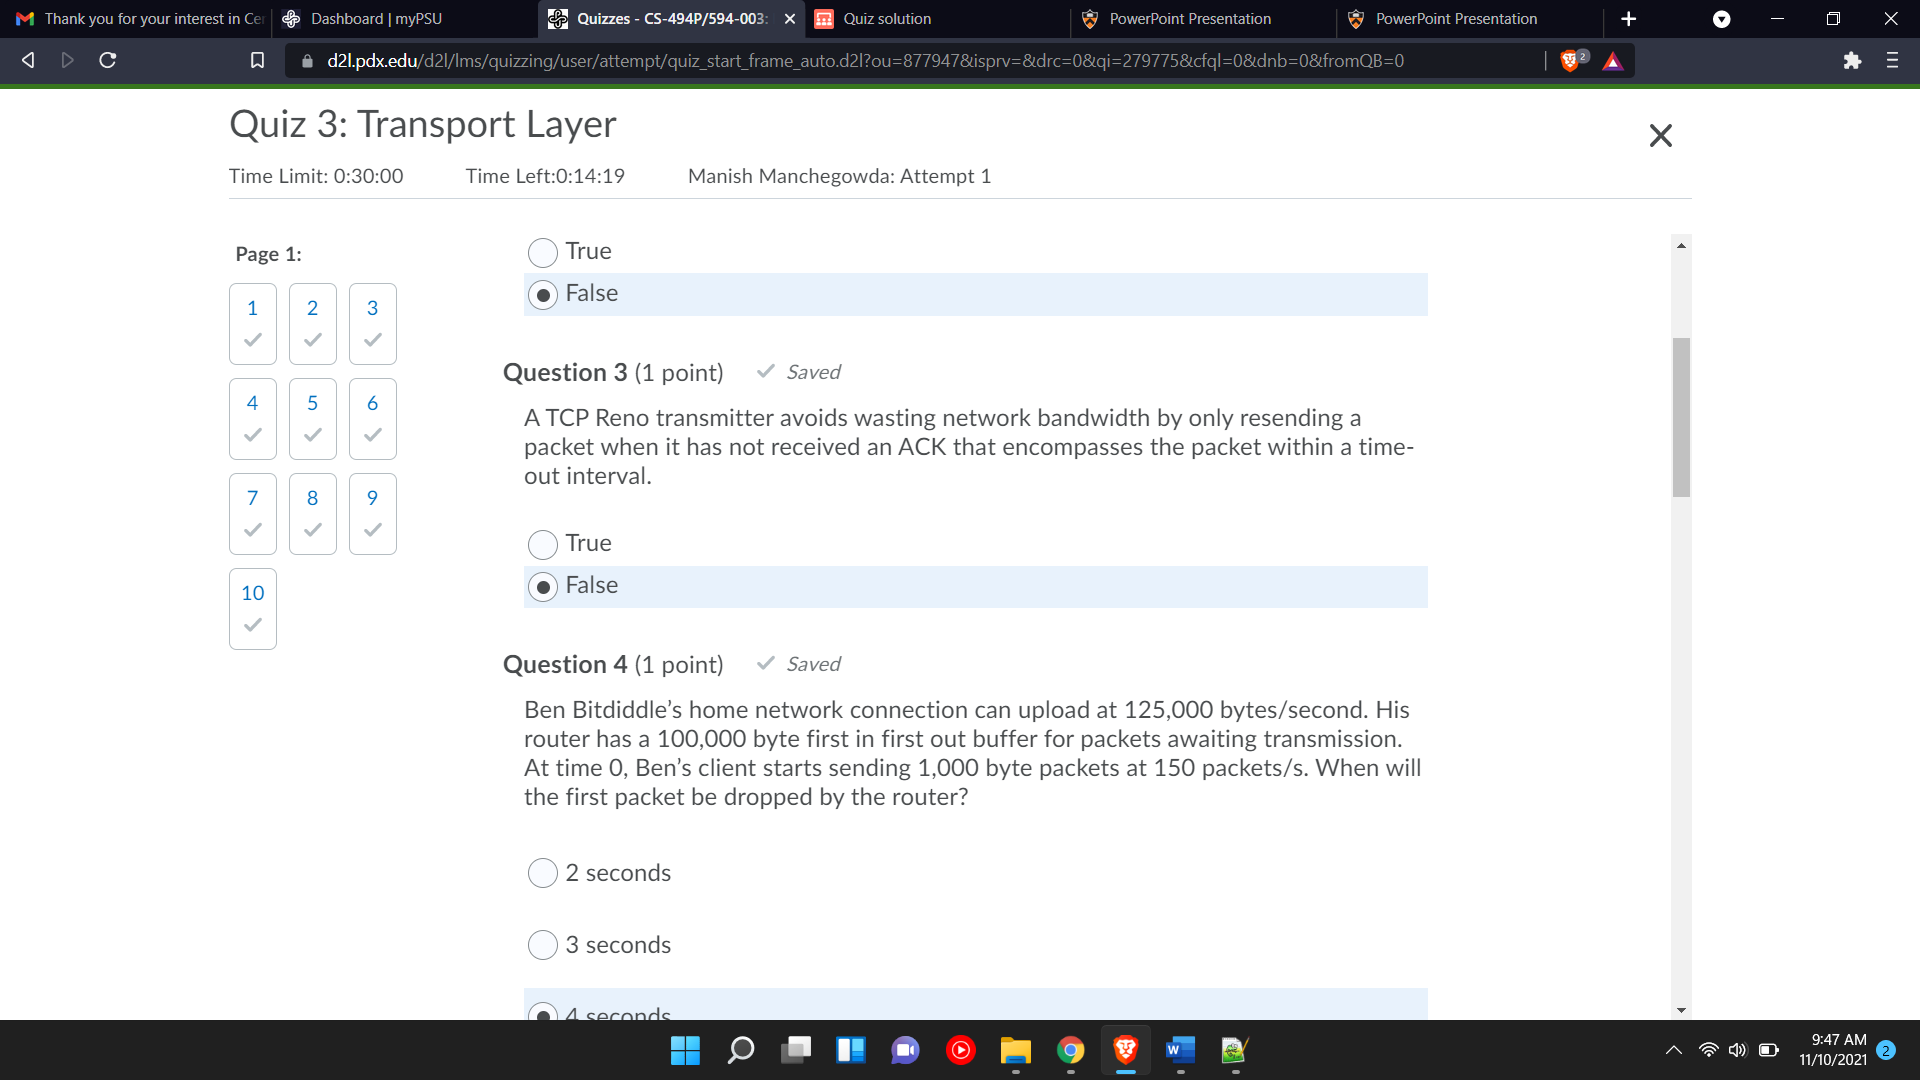 Thank you for your interest in Cer
Dashboard | myPSU
Quizzes - CS-494P/594-003:
Quiz solution
PowerPoint Presentation
PowerPoint Presentation
d2l.pdx.edu/d2l/lms/quizzing/user/attempt/quiz_start_frame_auto.d2l?ou=877947&isprv=&drc=0&qi=279775&cfql=0&dnb=0&fromQB=0
2
Quiz 3: Transport Layer
Time Limit: 0:30:00
Time Left:0:14:19
Manish Manchegowda: Attempt 1
Page 1:
1 2 3
4 5 6
7 8 9
10
True
False
Question 3 (1 point)
Saved
A TCP Reno transmitter avoids wasting network bandwidth by only resending a
packet when it has not received an ACK that encompasses the packet within a time-
out interval.
True
False
Question 4 (1 point)
Saved
Ben Bitdiddle’s home network connection can upload at 125,000 bytes/second. His
router has a 100,000 byte first in first out buffer for packets awaiting transmission.
At time 0, Ben’s client starts sending 1,000 byte packets at 150 packets/s. When will
the first packet be dropped by the router?
2 seconds
3 seconds
4 seconds
W
9:47 AM
11/10/2021
2